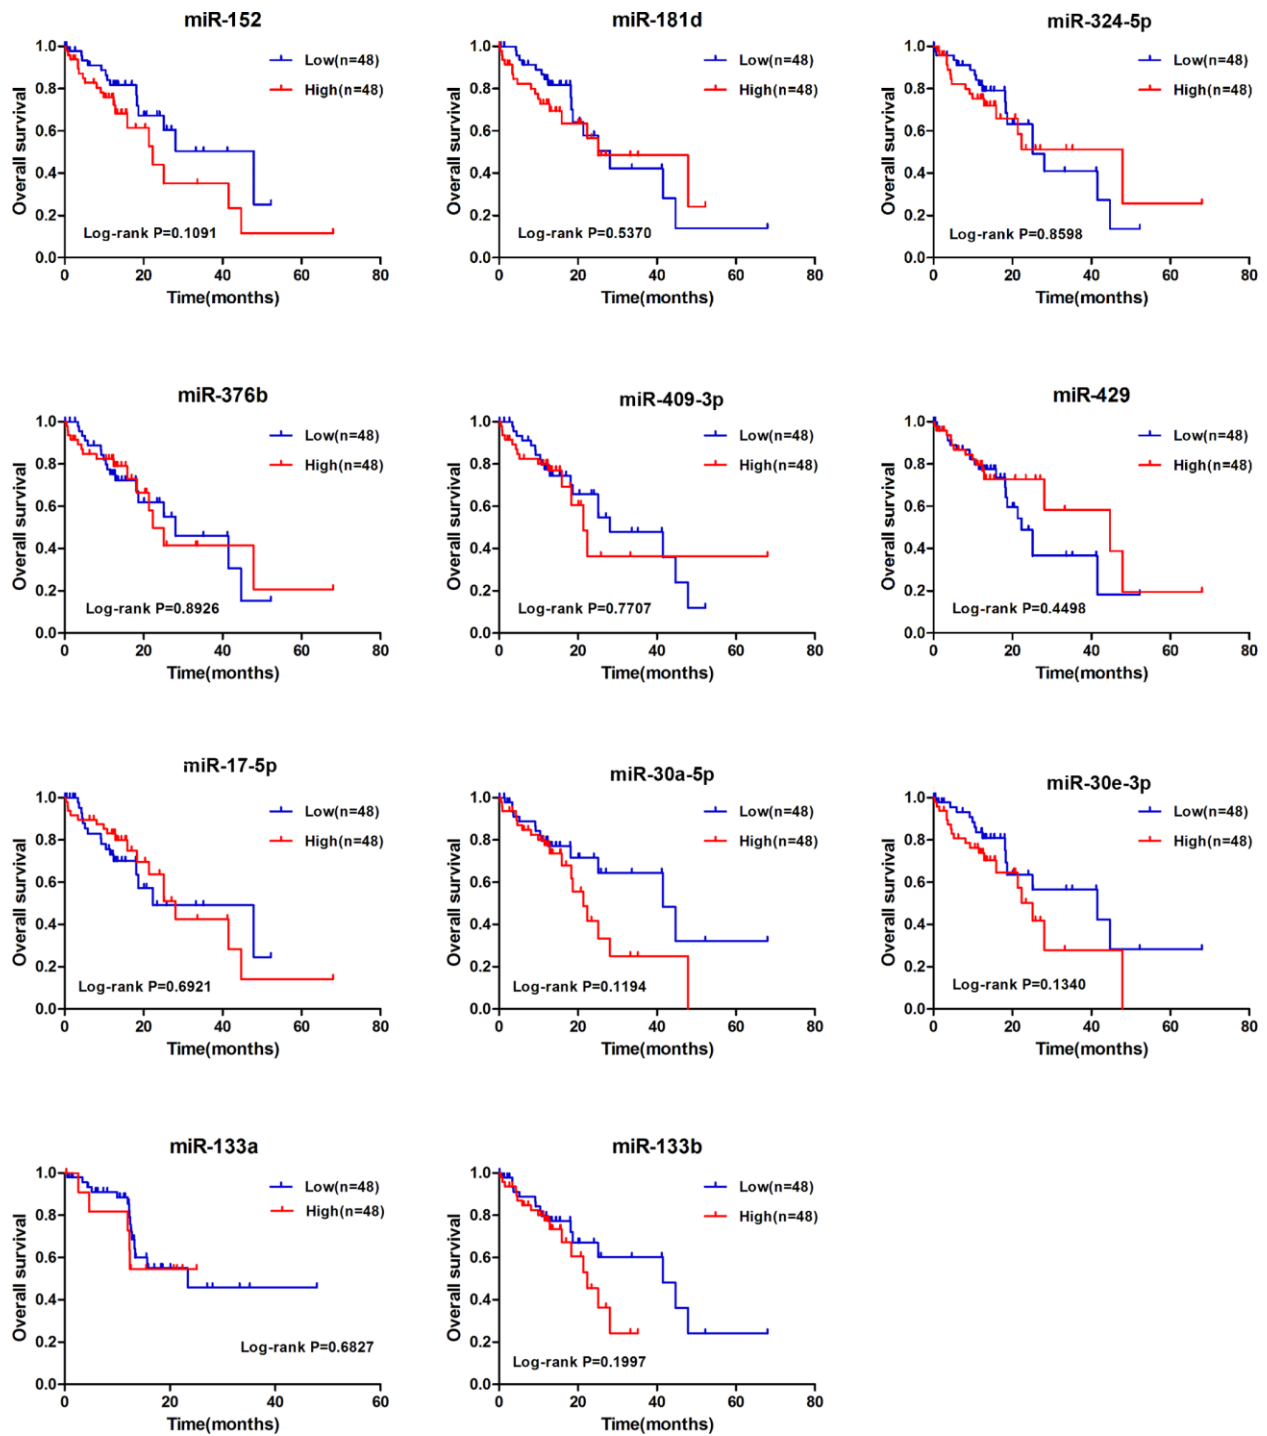 miR-152
1.0
0.8
0.6
0.4
0.2
0.0
Overall survival
Low(n=48)
High(n=48)
Log-rank P=0.1091
0 20 40 60 80
Time(months)
miR-181d
1.0
0.8
0.6
0.4
0.2
0.0
Overall survival
Low(n=48)
High(n=48)
Log-rank P=0.5370
0 20 40 60 80
Time(months)
miR-324-5p
1.0
0.8
0.6
0.4
0.2
0.0
Overall survival
Low(n=48)
High(n=48)
Log-rank P=0.8598
0 20 40 60 80
Time(months)
miR-376b
1.0
0.8
0.6
0.4
0.2
0.0
Overall survival
Low(n=48)
High(n=48)
Log-rank P=0.8926
0 20 40 60 80
Time(months)
miR-409-3p
1.0
0.8
0.6
0.4
0.2
0.0
Overall survival
Low(n=48)
High(n=48)
Log-rank P=0.7707
0 20 40 60 80
Time(months)
miR-429
1.0
0.8
0.6
0.4
0.2
0.0
Overall survival
Low(n=48)
High(n=48)
Log-rank P=0.4498
0 20 40 60 80
Time(months)
miR-17-5p
1.0
0.8
0.6
0.4
0.2
0.0
Overall survival
Low(n=48)
High(n=48)
Log-rank P=0.6921
0 20 40 60 80
Time(months)
miR-30a-5p
1.0
0.8
0.6
0.4
0.2
0.0
Overall survival
Low(n=48)
High(n=48)
Log-rank P=0.1194
0 20 40 60 80
Time(months)
miR-30e-3p
1.0
0.8
0.6
0.4
0.2
0.0
Overall survival
Low(n=48)
High(n=48)
Log-rank P=0.1340
0 20 40 60 80
Time(months)
miR-133a
1.0
0.8
0.6
0.4
0.2
0.0
Overall survival
Low(n=48)
High(n=48)
Log-rank P=0.6827
0 20 40 60
Time(months)
miR-133b
1.0
0.8
0.6
0.4
0.2
0.0
Overall survival
Low(n=48)
High(n=48)
Log-rank P=0.1997
0 20 40 60 80
Time(months)